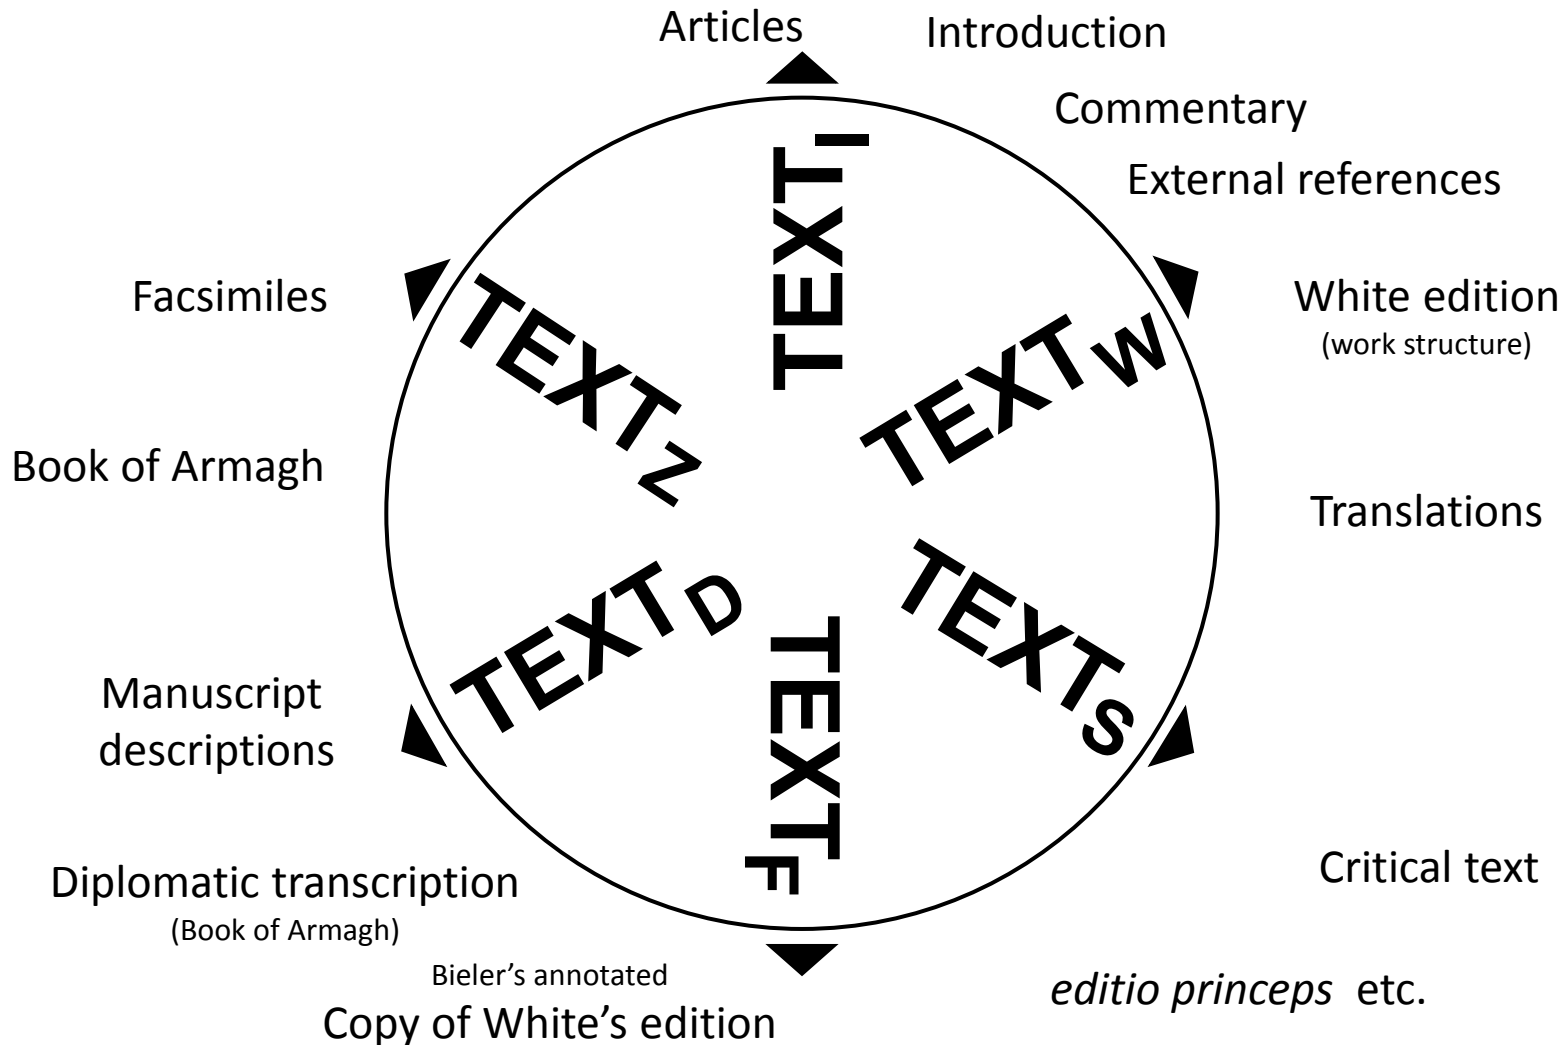 Articles
Introduction
Commentary
External references
White edition
(work structure)
Translations
Critical text
editio princeps etc.
Bieler’s annotated
Copy of White’s edition
Diplomatic transcription
(Book of Armagh)
Manuscript
descriptions
Book of Armagh
Facsimiles
TEXTI
TEXTW
TEXTS
TEXTF
TEXTD
TEXTZ